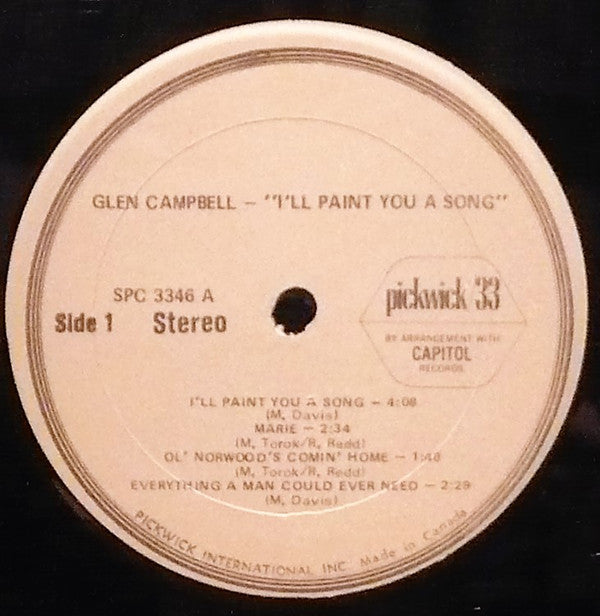 GLEN CAMPBELL – "I'LL PAINT YOU A SONG"
SPC 3346 A
Side 1 Stereo
pickwick 33
BY ARRANGEMENT WITH
CAPITOL
RECORDS
I'LL PAINT YOU A SONG – 4:08
(M. Davis)
MARIE – 2:34
(M. Torok/R. Redd)
OL' NORWOOD'S COMIN' HOME – 1:48
(M. Torok/R. Redd)
EVERYTHING A MAN COULD EVER NEED – 2:29
(M. Davis)
PICKWICK INTERNATIONAL INC. Made in Canada